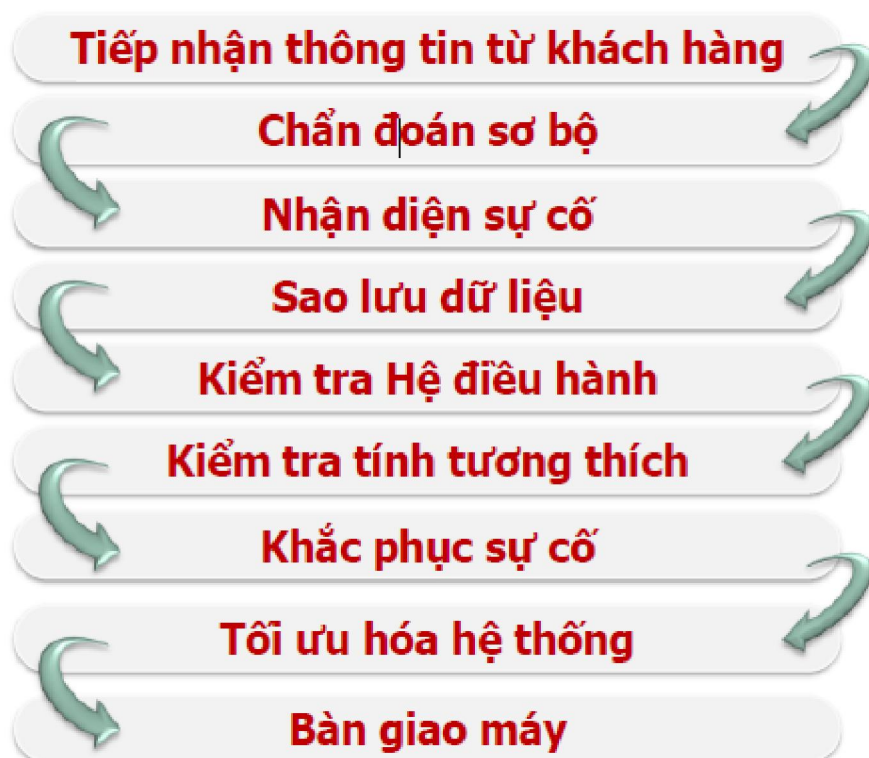 Tiếp nhận thông tin từ khách hàng
Chẩn đoán sơ bộ
Nhận diện sự cố
Sao lưu dữ liệu
Kiểm tra Hệ điều hành
Kiểm tra tính tương thích
Khắc phục sự cố
Tối ưu hóa hệ thống
Bàn giao máy